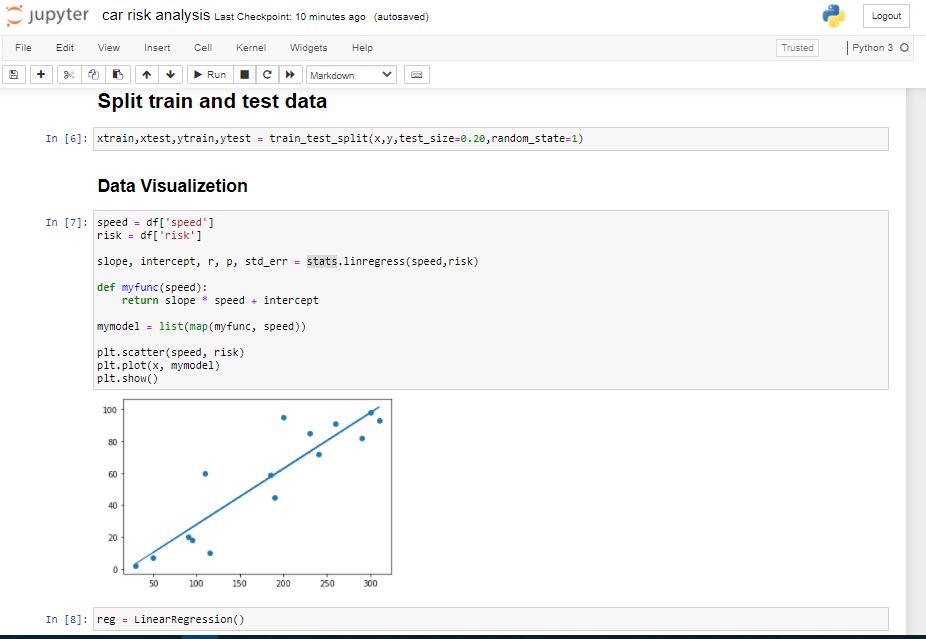 jupyter car risk analysis Last Checkpoint: 10 minutes ago (autosaved)
Logout
File Edit View Insert Cell Kernel Widgets Help
Trusted
Python 3
Run
Markdown
Split train and test data
In [6]: xtrain,xtest,ytrain,ytest = train_test_split(x,y,test_size=0.20,random_state=1)
Data Visualizetion
In [7]: speed = df['speed']
risk = df['risk']
slope, intercept, r, p, std_err = stats.linregress(speed,risk)
def myfunc(speed):
    return slope * speed + intercept
mymodel = list(map(myfunc, speed))
plt.scatter(speed, risk)
plt.plot(x, mymodel)
plt.show()
100
80
60
40
20
0
50 100 150 200 250 300
In [8]: reg = LinearRegression()